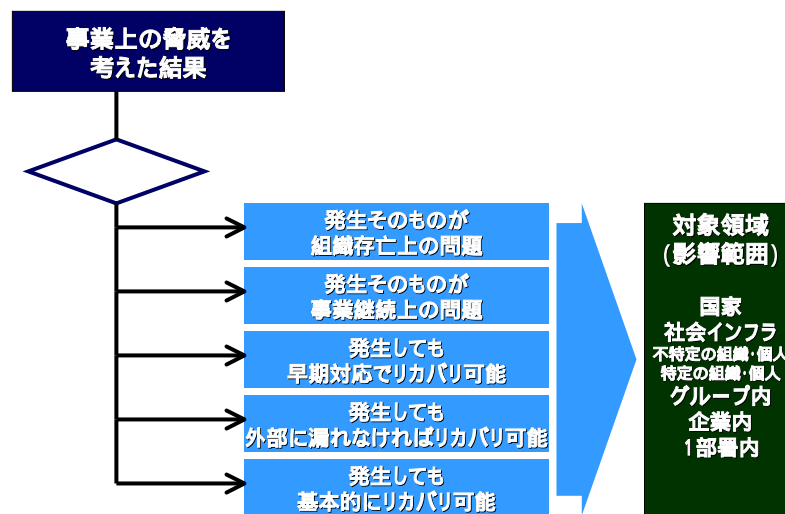 事業上の脅威を
考えた結果
発生そのものが
組織存亡上の問題
発生そのものが
事業継続上の問題
発生しても
早期対応でリカバリ可能
発生しても
外部に漏れなければリカバリ可能
発生しても
基本的にリカバリ可能
対象領域
(影響範囲)
国家
社会インフラ
不特定の組織･個人
特定の組織･個人
グループ内
企業内
1部署内